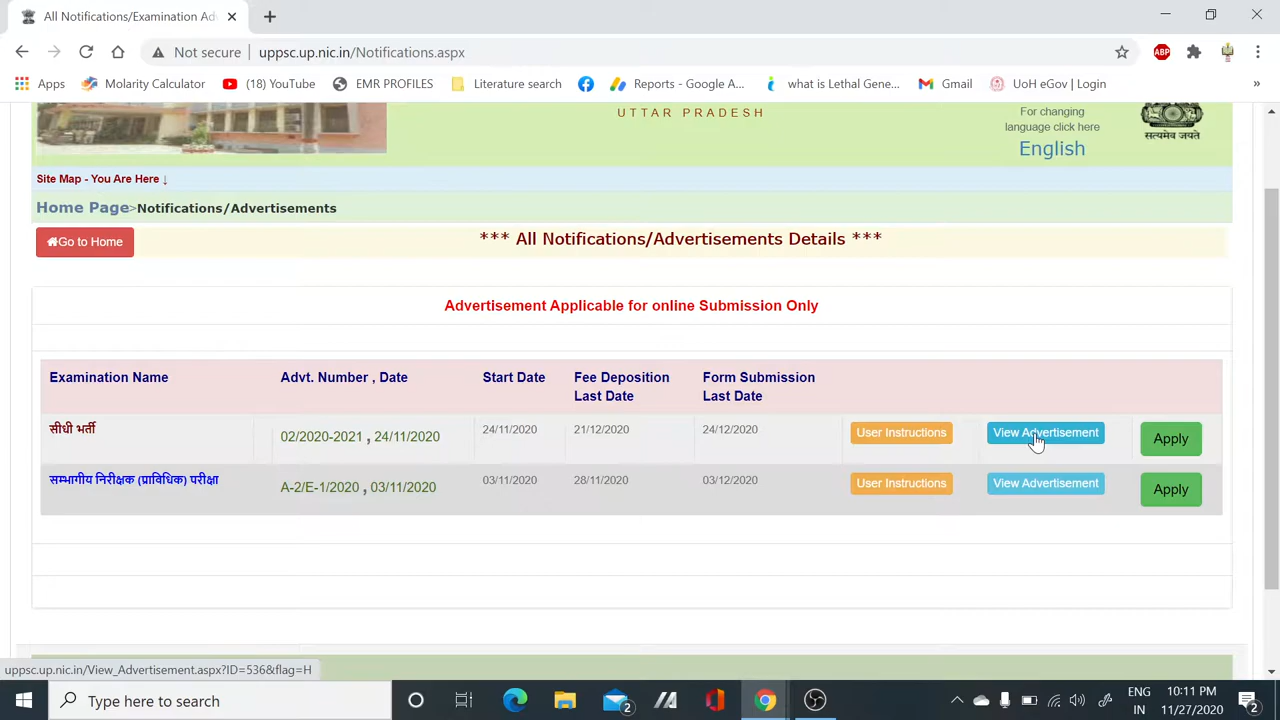 All Notifications/Examination Ad
Not secure
uppsc.up.nic.in/Notifications.aspx
ABP
Apps
Molarity Calculator
(18) YouTube
EMR PROFILES
Literature search
Reports - Google A...
what is Lethal Gene...
Gmail
UoH eGov | Login
»
UTTAR PRADESH
For changing
language click here
English
सत्यमेव जयते
Site Map - You Are Here ↓
Home Page>Notifications/Advertisements
Go to Home
*** All Notifications/Advertisements Details ***
Advertisement Applicable for online Submission Only
Examination Name Advt. Number , Date Start Date Fee Deposition Last Date Form Submission Last Date
सीधी भर्ती 02/2020-2021 , 24/11/2020 24/11/2020 21/12/2020 24/12/2020 User Instructions View Advertisement Apply
सम्भागीय निरीक्षक (प्राविधिक) परीक्षा A-2/E-1/2020 , 03/11/2020 03/11/2020 28/11/2020 03/12/2020 User Instructions View Advertisement Apply
uppsc.up.nic.in/View_Advertisement.aspx?ID=536&flag=H
Type here to search
2
ENG
IN
10:11 PM
11/27/2020
2